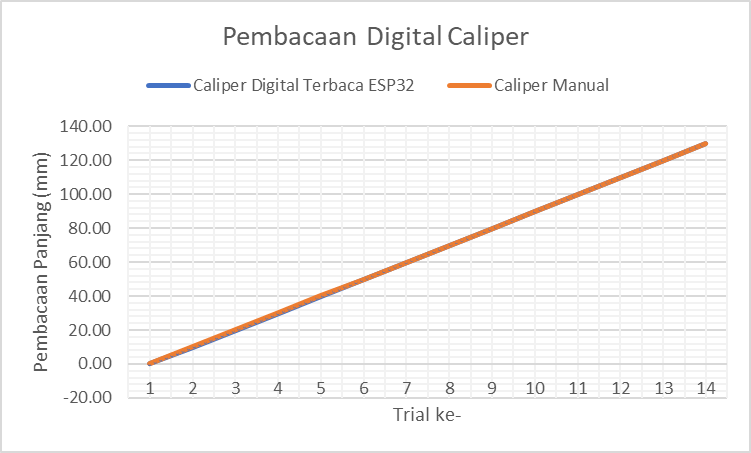 Pembacaan Digital Caliper
Caliper Digital Terbaca ESP32 Caliper Manual
Pembacaan Panjang (mm)
140.00
120.00
100.00
80.00
60.00
40.00
20.00
0.00
-20.00
1 2 3 4 5 6 7 8 9 10 11 12 13 14
Trial ke-